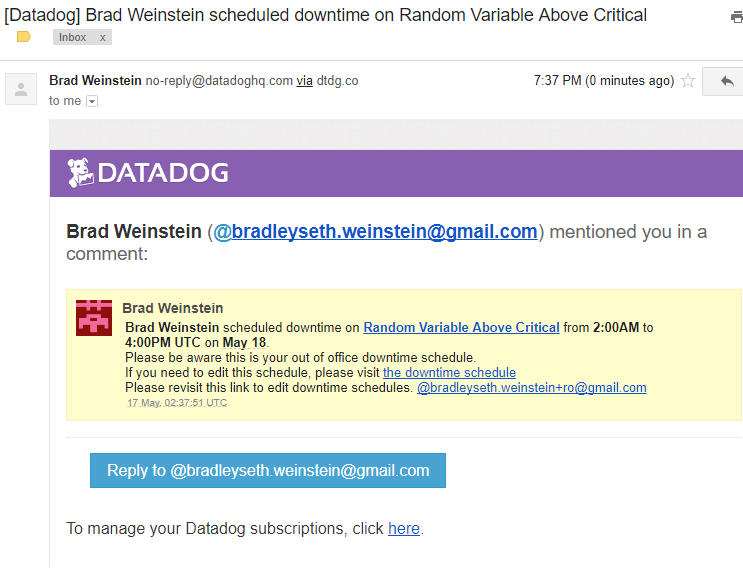 [Datadog] Brad Weinstein scheduled downtime on Random Variable Above Critical
Inbox x
Brad Weinstein no-reply@datadoghq.com via dtdg.co
7:37 PM (0 minutes ago)
to me
DATADOG
Brad Weinstein (@bradleyseth.weinstein@gmail.com) mentioned you in a
comment:
Brad Weinstein
Brad Weinstein scheduled downtime on Random Variable Above Critical from 2:00AM to
4:00PM UTC on May 18.
Please be aware this is your out of office downtime schedule.
If you need to edit this schedule, please visit the downtime schedule
Please revisit this link to edit downtime schedules. @bradleyseth.weinstein+ro@gmail.com
17 May, 02:37:51 UTC
Reply to @bradleyseth.weinstein@gmail.com
To manage your Datadog subscriptions, click here.